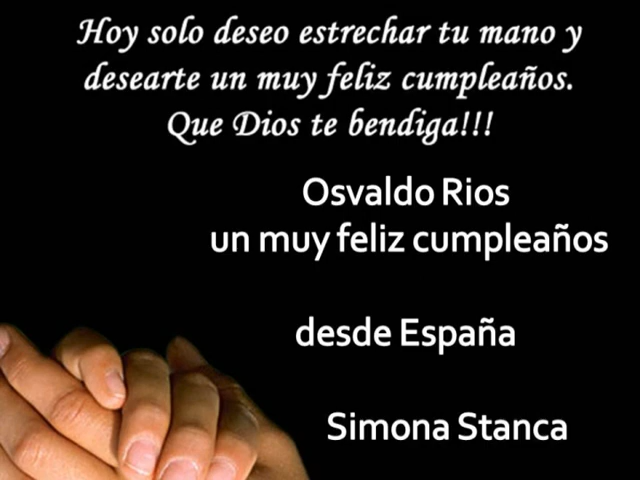 Hoy solo deseo estrechar tu mano y
desearte un muy feliz cumpleaños.
Que Dios te bendiga!!!
Osvaldo Rios
un muy feliz cumpleaños
desde España
Simona Stanca